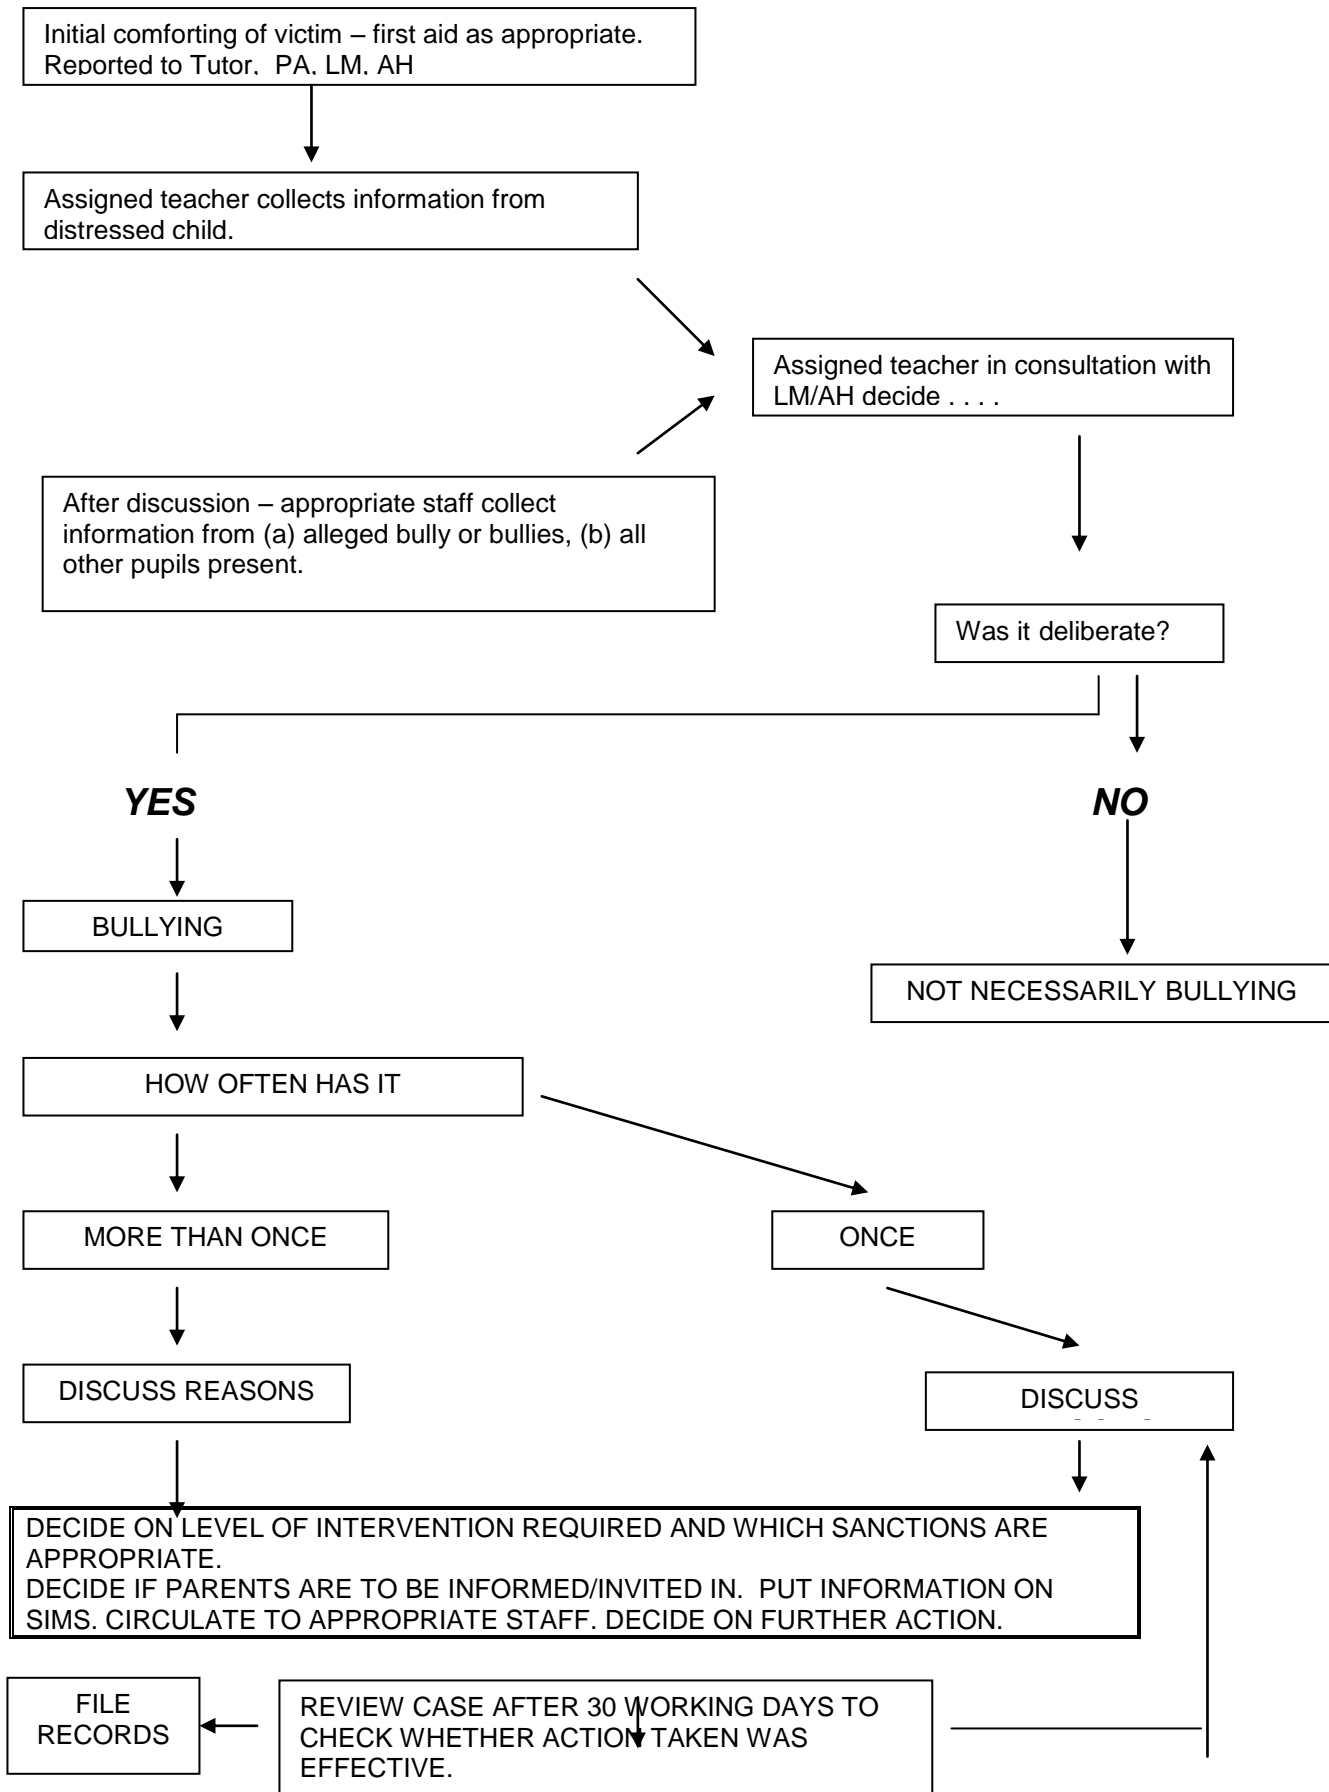 Initial comforting of victim – first aid as appropriate.
Reported to Tutor, PA, LM, AH
Assigned teacher collects information from
distressed child.
Assigned teacher in consultation with
LM/AH decide . . . .
After discussion – appropriate staff collect
information from (a) alleged bully or bullies, (b) all
other pupils present.
Was it deliberate?
YES
NO
BULLYING
NOT NECESSARILY BULLYING
HOW OFTEN HAS IT
MORE THAN ONCE
ONCE
DISCUSS REASONS
DISCUSS
DECIDE ON LEVEL OF INTERVENTION REQUIRED AND WHICH SANCTIONS ARE
APPROPRIATE.
DECIDE IF PARENTS ARE TO BE INFORMED/INVITED IN. PUT INFORMATION ON
SIMS. CIRCULATE TO APPROPRIATE STAFF. DECIDE ON FURTHER ACTION.
FILE
RECORDS
REVIEW CASE AFTER 30 WORKING DAYS TO
CHECK WHETHER ACTION TAKEN WAS
EFFECTIVE.